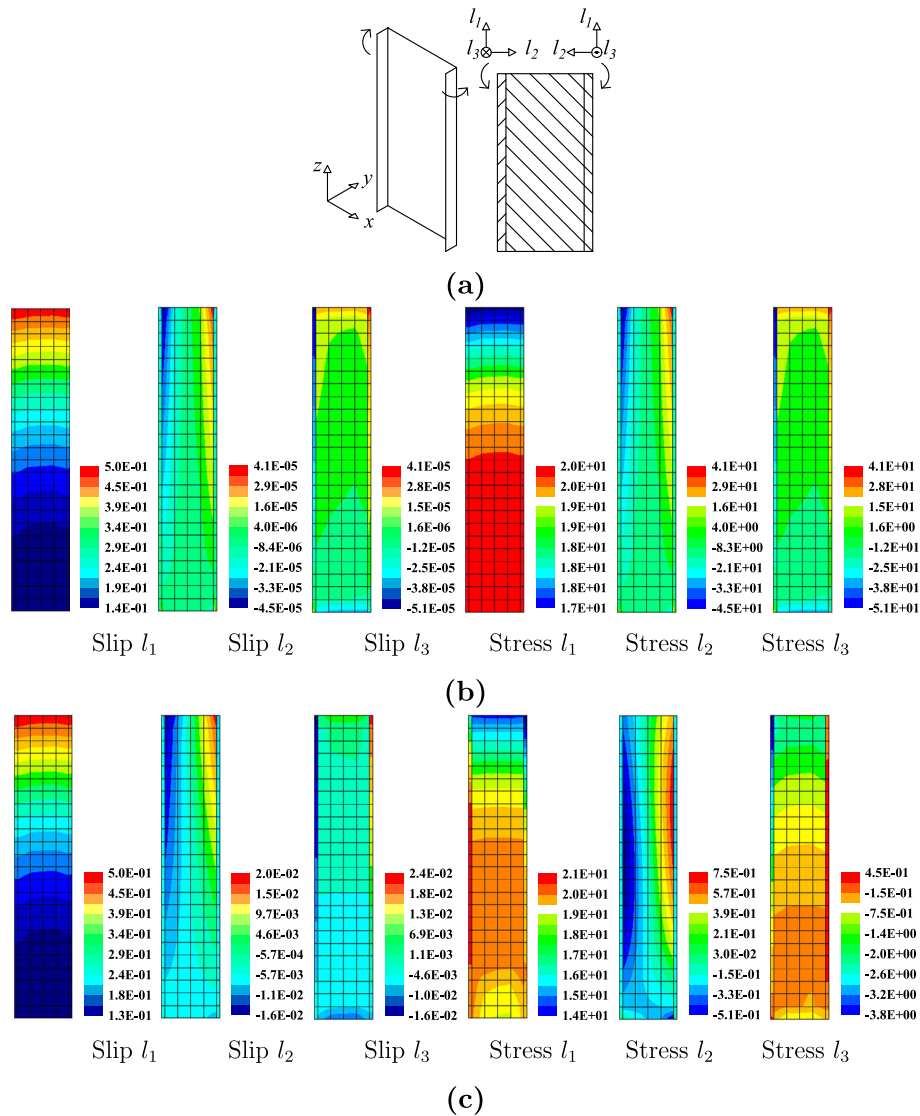 l1 l1
l3 l2 l2 l3
z y x
(a)
5.0E-01 4.1E-05 4.1E-05 2.0E+01 4.1E+01 4.1E+01
4.5E-01 2.9E-05 2.8E-05 2.0E+01 2.9E+01 2.8E+01
3.9E-01 1.6E-05 1.5E-05 1.9E+01 1.6E+01 1.5E+01
3.4E-01 4.0E-06 1.6E-06 1.9E+01 4.0E+00 1.6E+00
2.9E-01 -8.4E-06 -1.2E-05 1.8E+01 -8.3E+00 -1.2E+01
2.4E-01 -2.1E-05 -2.5E-05 1.8E+01 -2.1E+01 -2.5E+01
1.9E-01 -3.3E-05 -3.8E-05 1.8E+01 -3.3E+01 -3.8E+01
1.4E-01 -4.5E-05 -5.1E-05 1.7E+01 -4.5E+01 -5.1E+01
Slip l1 Slip l2 Slip l3 Stress l1 Stress l2 Stress l3
(b)
5.0E-01 2.0E-02 2.4E-02 2.1E+01 7.5E-01 4.5E-01
4.5E-01 1.5E-02 1.8E-02 2.0E+01 5.7E-01 -1.5E-01
3.9E-01 9.7E-03 1.3E-02 1.9E+01 3.9E-01 -7.5E-01
3.4E-01 4.6E-03 6.9E-03 1.8E+01 2.1E-01 -1.4E+00
2.9E-01 -5.7E-04 1.1E-03 1.7E+01 3.0E-02 -2.0E+00
2.4E-01 -5.7E-03 -4.6E-03 1.6E+01 -1.5E-01 -2.6E+00
1.8E-01 -1.1E-02 -1.0E-02 1.5E+01 -3.3E-01 -3.2E+00
1.3E-01 -1.6E-02 -1.6E-02 1.4E+01 -5.1E-01 -3.8E+00
Slip l1 Slip l2 Slip l3 Stress l1 Stress l2 Stress l3
(c)